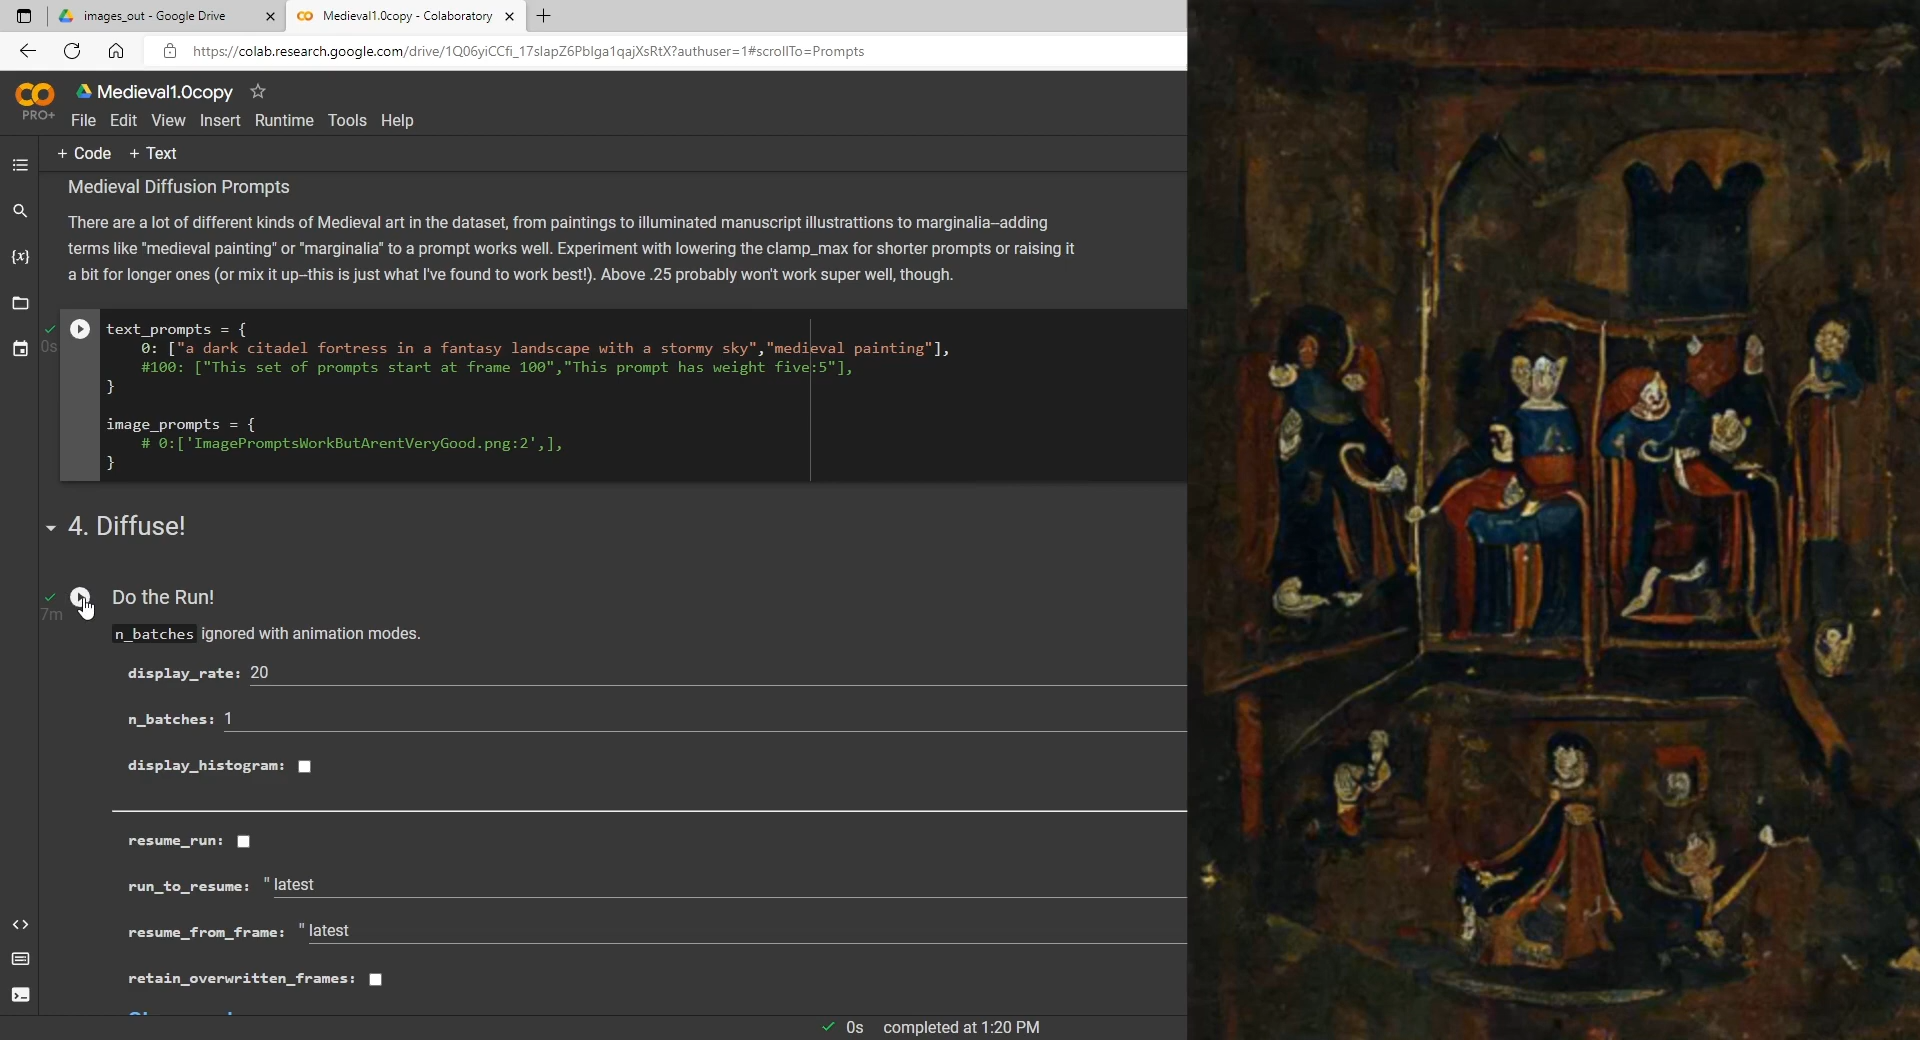 images_out - Google Drive
Medieval1.0copy - Colaboratory
https://colab.research.google.com/drive/1Q06yiCCfi_17slapZ6PbIga1qajXsRtX?authuser=1#scrollTo=Prompts
PRO+
Medieval1.0copy
File Edit View Insert Runtime Tools Help
+ Code + Text
Medieval Diffusion Prompts
There are a lot of different kinds of Medieval art in the dataset, from paintings to illuminated manuscript illustrattions to marginalia--adding
terms like "medieval painting" or "marginalia" to a prompt works well. Experiment with lowering the clamp_max for shorter prompts or raising it
a bit for longer ones (or mix it up--this is just what I've found to work best!). Above .25 probably won't work super well, though.
{x}
0s
text_prompts = {
0: ["a dark citadel fortress in a fantasy landscape with a stormy sky","medieval painting"],
#100: ["This set of prompts start at frame 100","This prompt has weight five:5"],
}
image_prompts = {
# 0:['ImagePromptsWorkButArentVeryGood.png:2',],
}
4. Diffuse!
7m
Do the Run!
n_batches ignored with animation modes.
display_rate: 20
n_batches: 1
display_histogram:
resume_run:
run_to_resume: " latest
resume_from_frame: " latest
retain_overwritten_frames:
0s completed at 1:20 PM